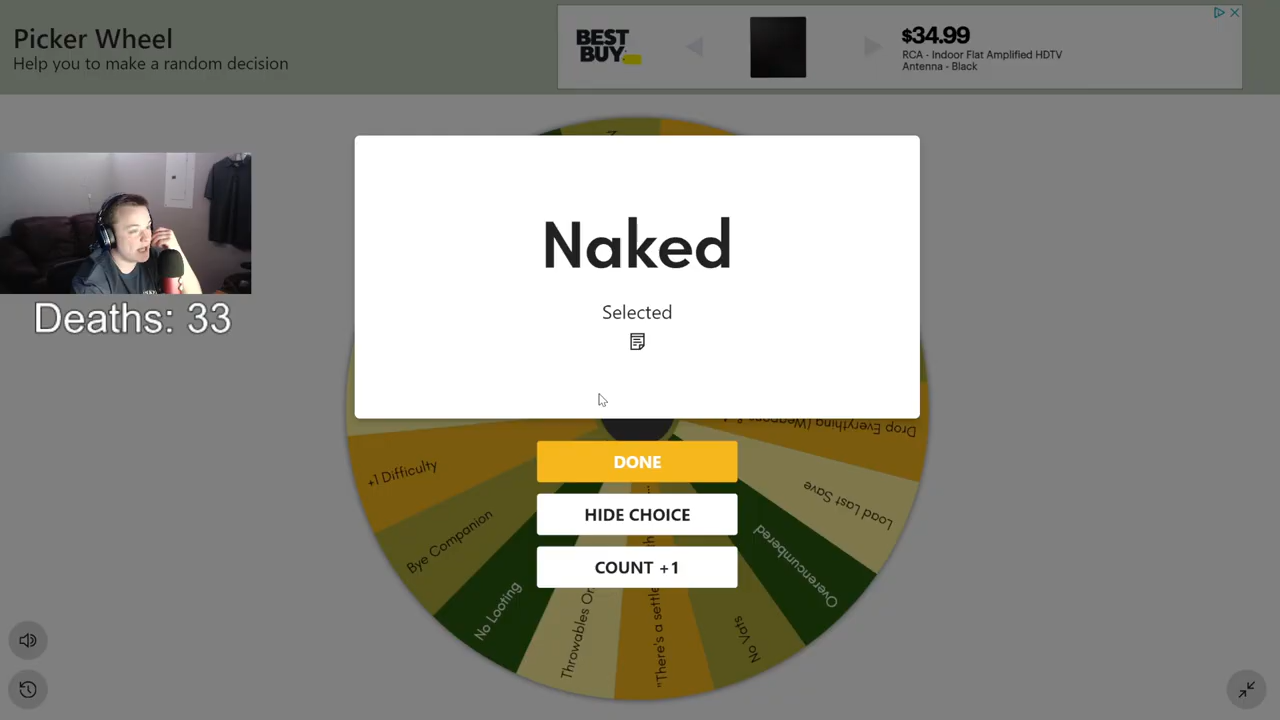 Picker Wheel
Help you to make a random decision
BEST
BUY
$34.99
RCA - Indoor Flat Amplified HDTV
Antenna - Black
Deaths: 33
Naked
Selected
DONE
HIDE CHOICE
COUNT +1
+1 Difficulty
Bye Companion
No Looting
Throwables
"There's a
No Vats
Overencumbered
Load Last Save
Drop Everything (Weapons